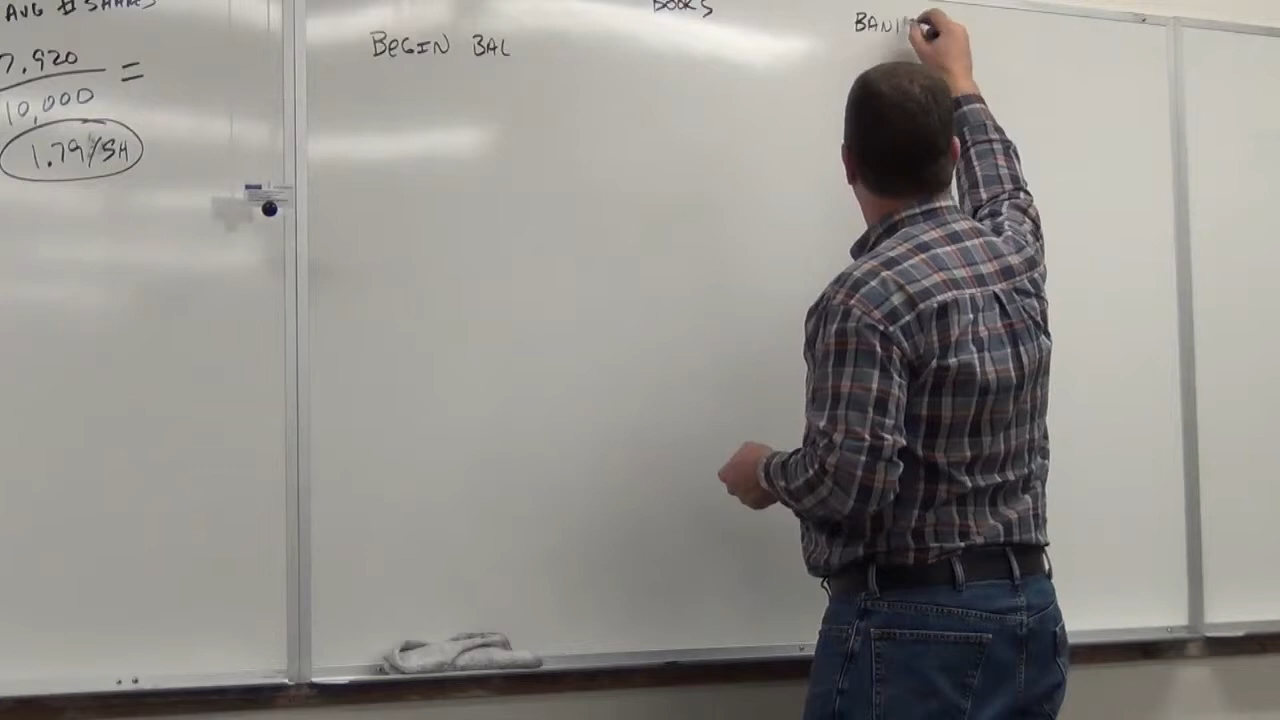 AVG # SHARES
7,920
10,000
=
1.79/SH
BEGIN BAL
BOOKS
BAN